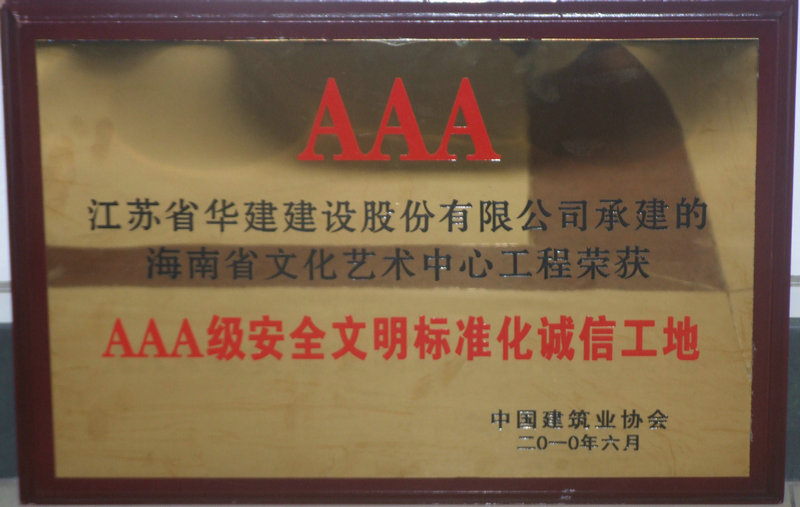 AAA
江苏省华建建设股份有限公司承建的
海南省文化艺术中心工程荣获
AAA级安全文明标准化诚信工地
中国建筑业协会
二〇一〇年六月